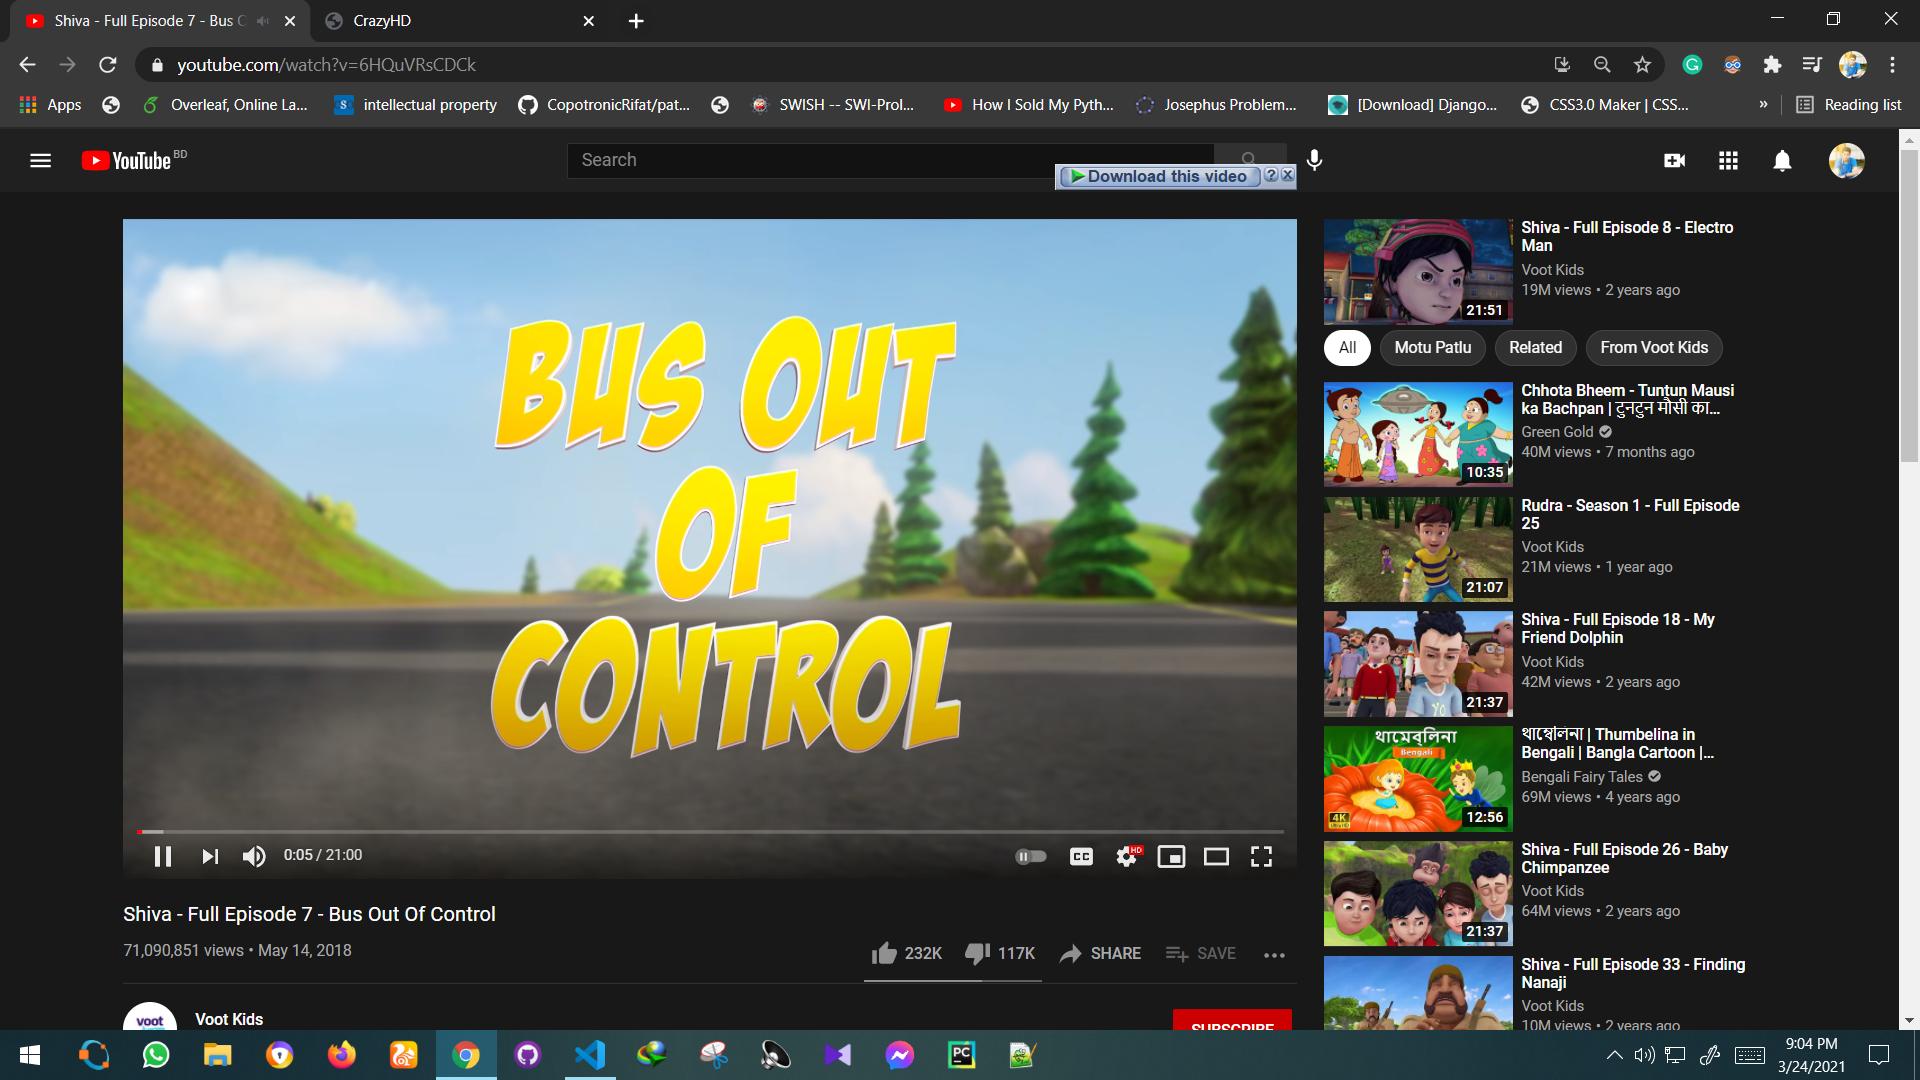 Shiva - Full Episode 7 - Bus
CrazyHD
youtube.com/watch?v=6HQuVRsCDCk
Apps
Overleaf, Online La...
intellectual property
CopotronicRifat/pat...
SWISH -- SWI-Prol...
How I Sold My Pyth...
Josephus Problem...
[Download] Django...
CSS3.0 Maker | CSS...
»
Reading list
YouTube BD
Search
Download this video
BUS OUT
OF
CONTROL
0:05 / 21:00
CC
HD
Shiva - Full Episode 7 - Bus Out Of Control
71,090,851 views • May 14, 2018
232K
117K
SHARE
SAVE
voot
Voot Kids
SUBSCRIBE
Shiva - Full Episode 8 - Electro
Man
Voot Kids
19M views • 2 years ago
21:51
All
Motu Patlu
Related
From Voot Kids
Chhota Bheem - Tuntun Mausi
ka Bachpan | टुनटुन मौसी का...
Green Gold
40M views • 7 months ago
10:35
Rudra - Season 1 - Full Episode
25
Voot Kids
21M views • 1 year ago
21:07
Shiva - Full Episode 18 - My
Friend Dolphin
Voot Kids
42M views • 2 years ago
YO
21:37
থাম্বেলিনা | Thumbelina in
Bengali | Bangla Cartoon |...
Bengali Fairy Tales
69M views • 4 years ago
থামেব্লিনা
Bengali
4K
12:56
Shiva - Full Episode 26 - Baby
Chimpanzee
Voot Kids
64M views • 2 years ago
21:37
Shiva - Full Episode 33 - Finding
Nanaji
Voot Kids
10M views • 2 years ago
PC
9:04 PM
3/24/2021